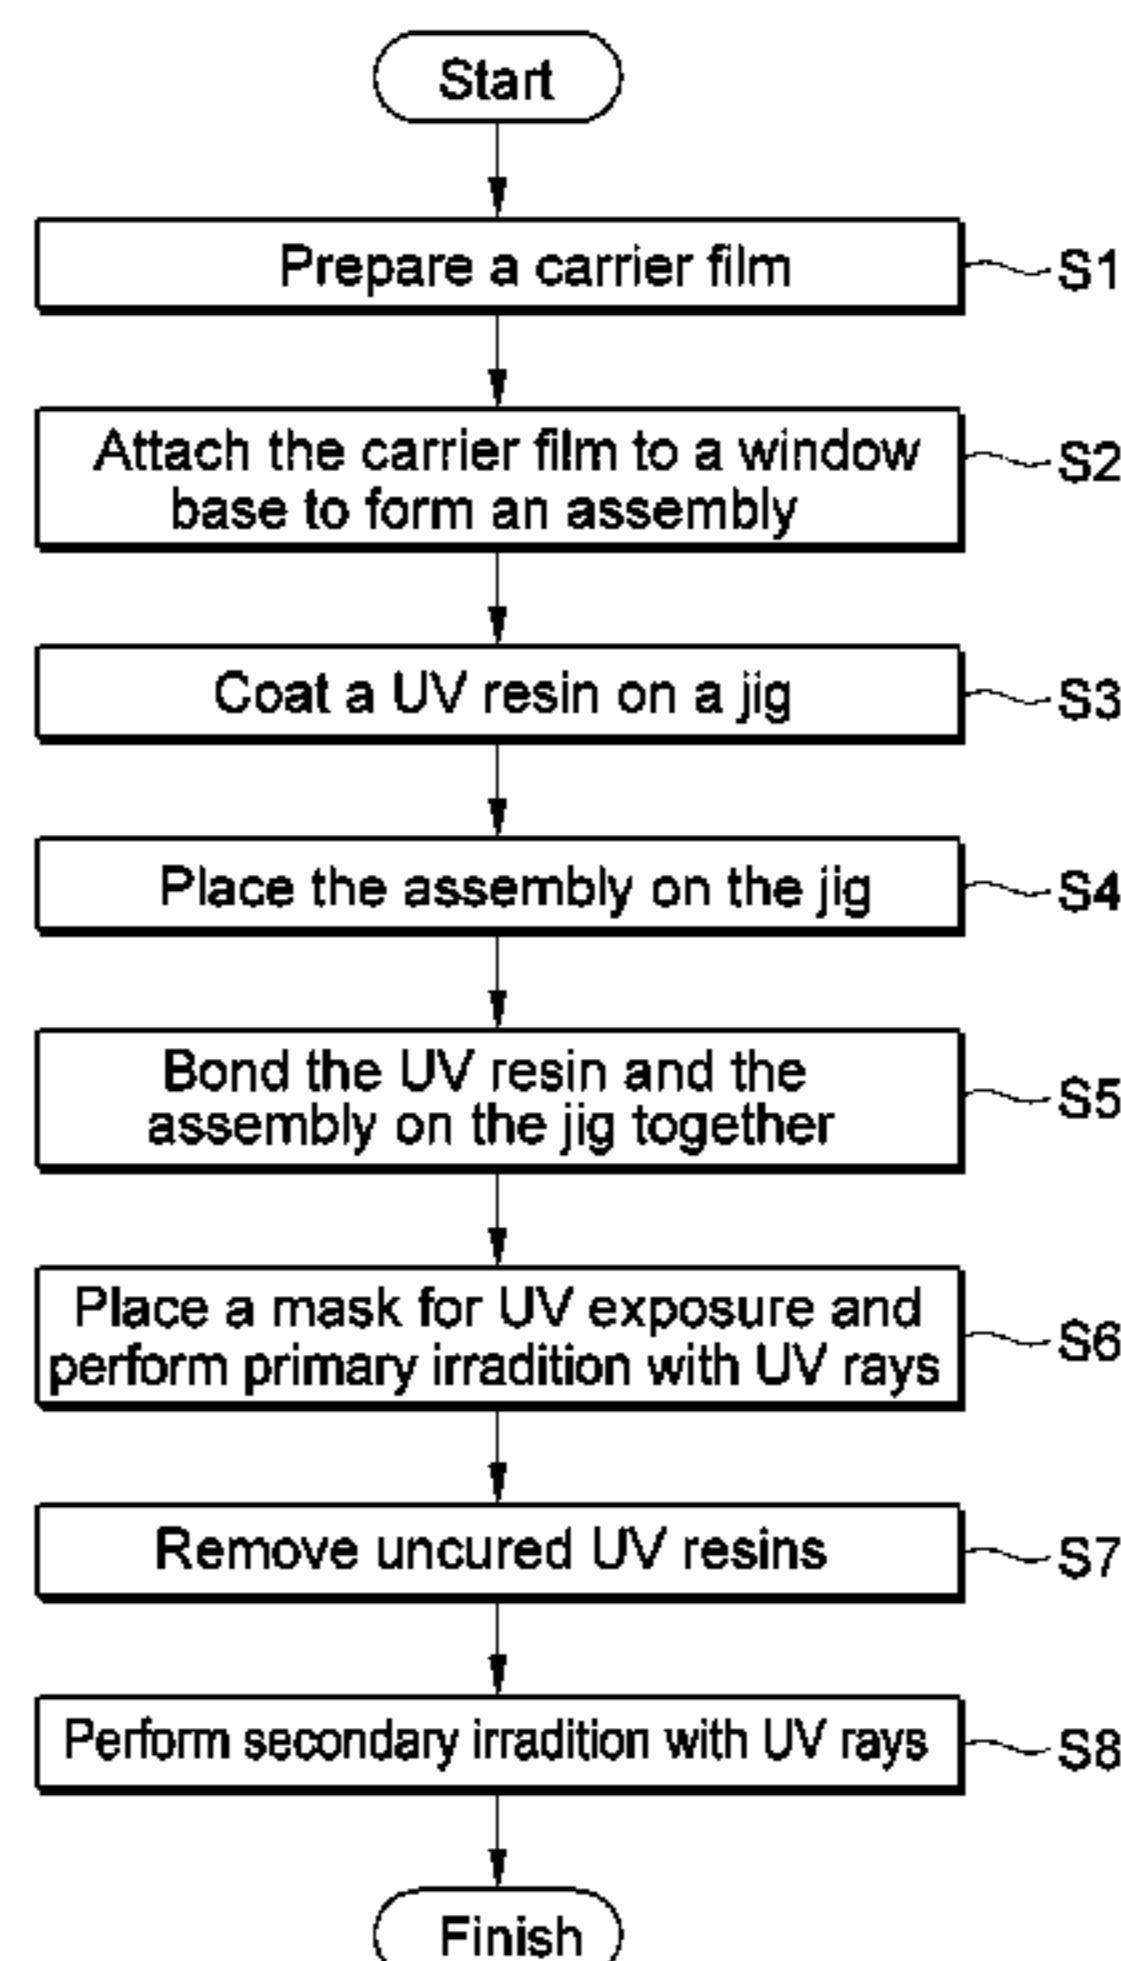 Start
Prepare a carrier film
S1
Attach the carrier film to a window
base to form an assembly
S2
Coat a UV resin on a jig
S3
Place the assembly on the jig
S4
Bond the UV resin and the
assembly on the jig together
S5
Place a mask for UV exposure and
perform primary irradition with UV rays
S6
Remove uncured UV resins
S7
Perform secondary irradition with UV rays
S8
Finish